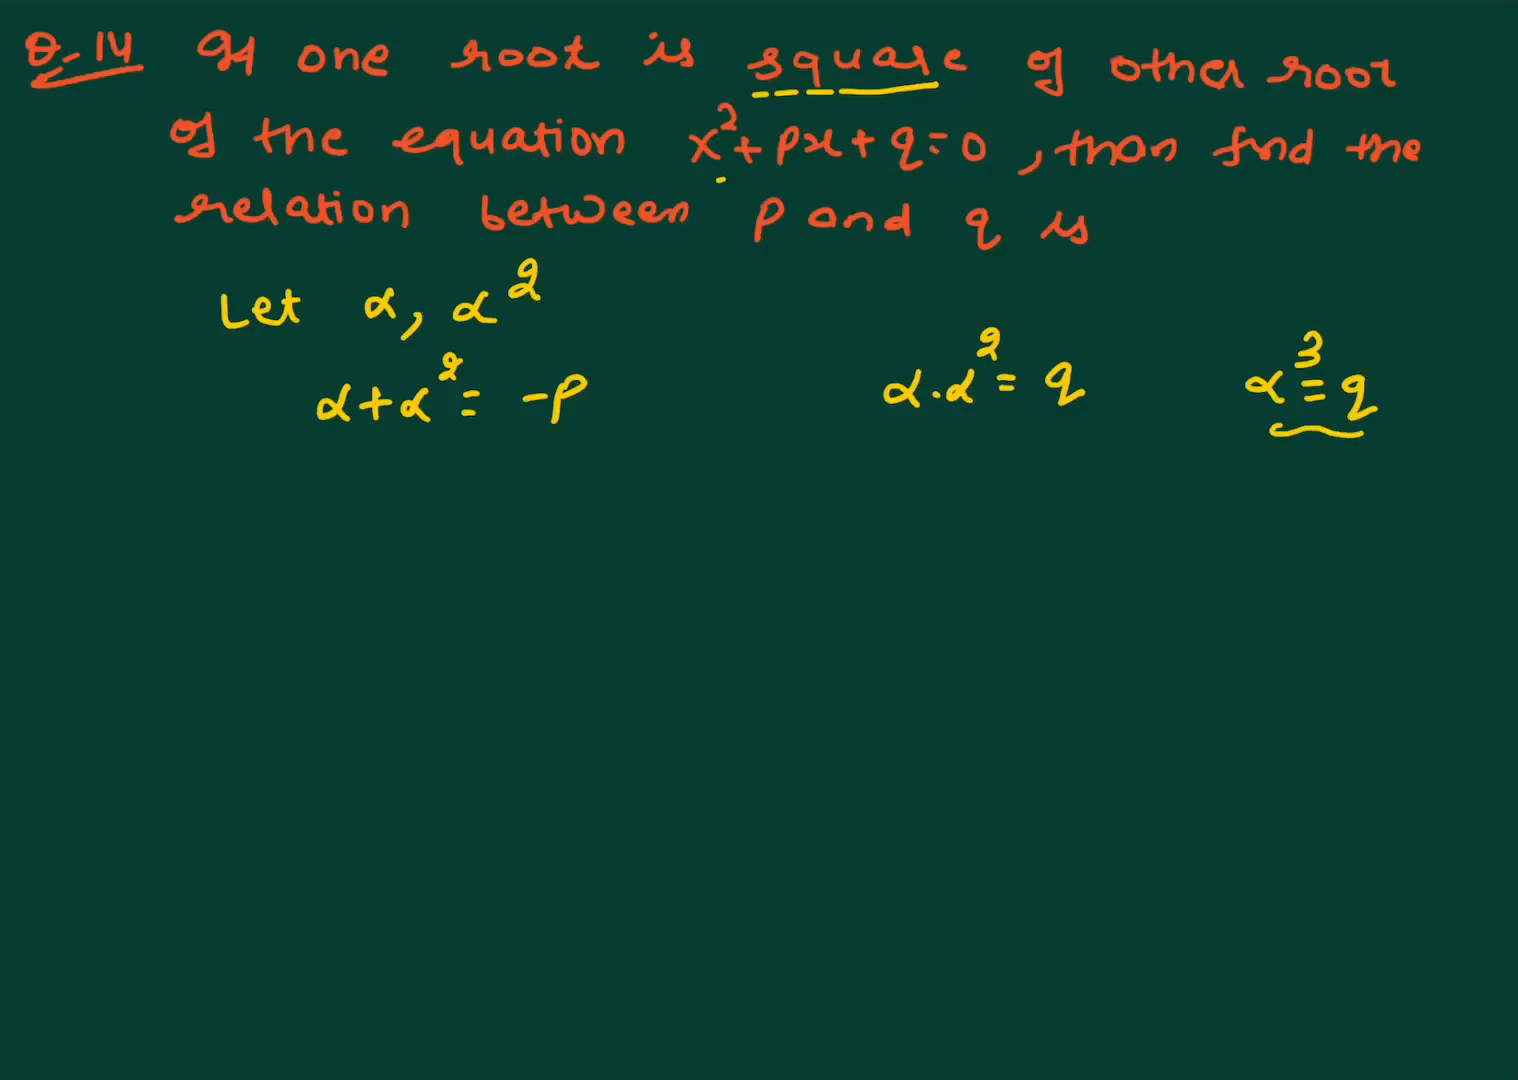 Q-14 If one root is square of other root
of the equation x²+px+q=0, then find the
relation between p and q is
Let α, α²
α+α²= -p α.α²= q α³=q